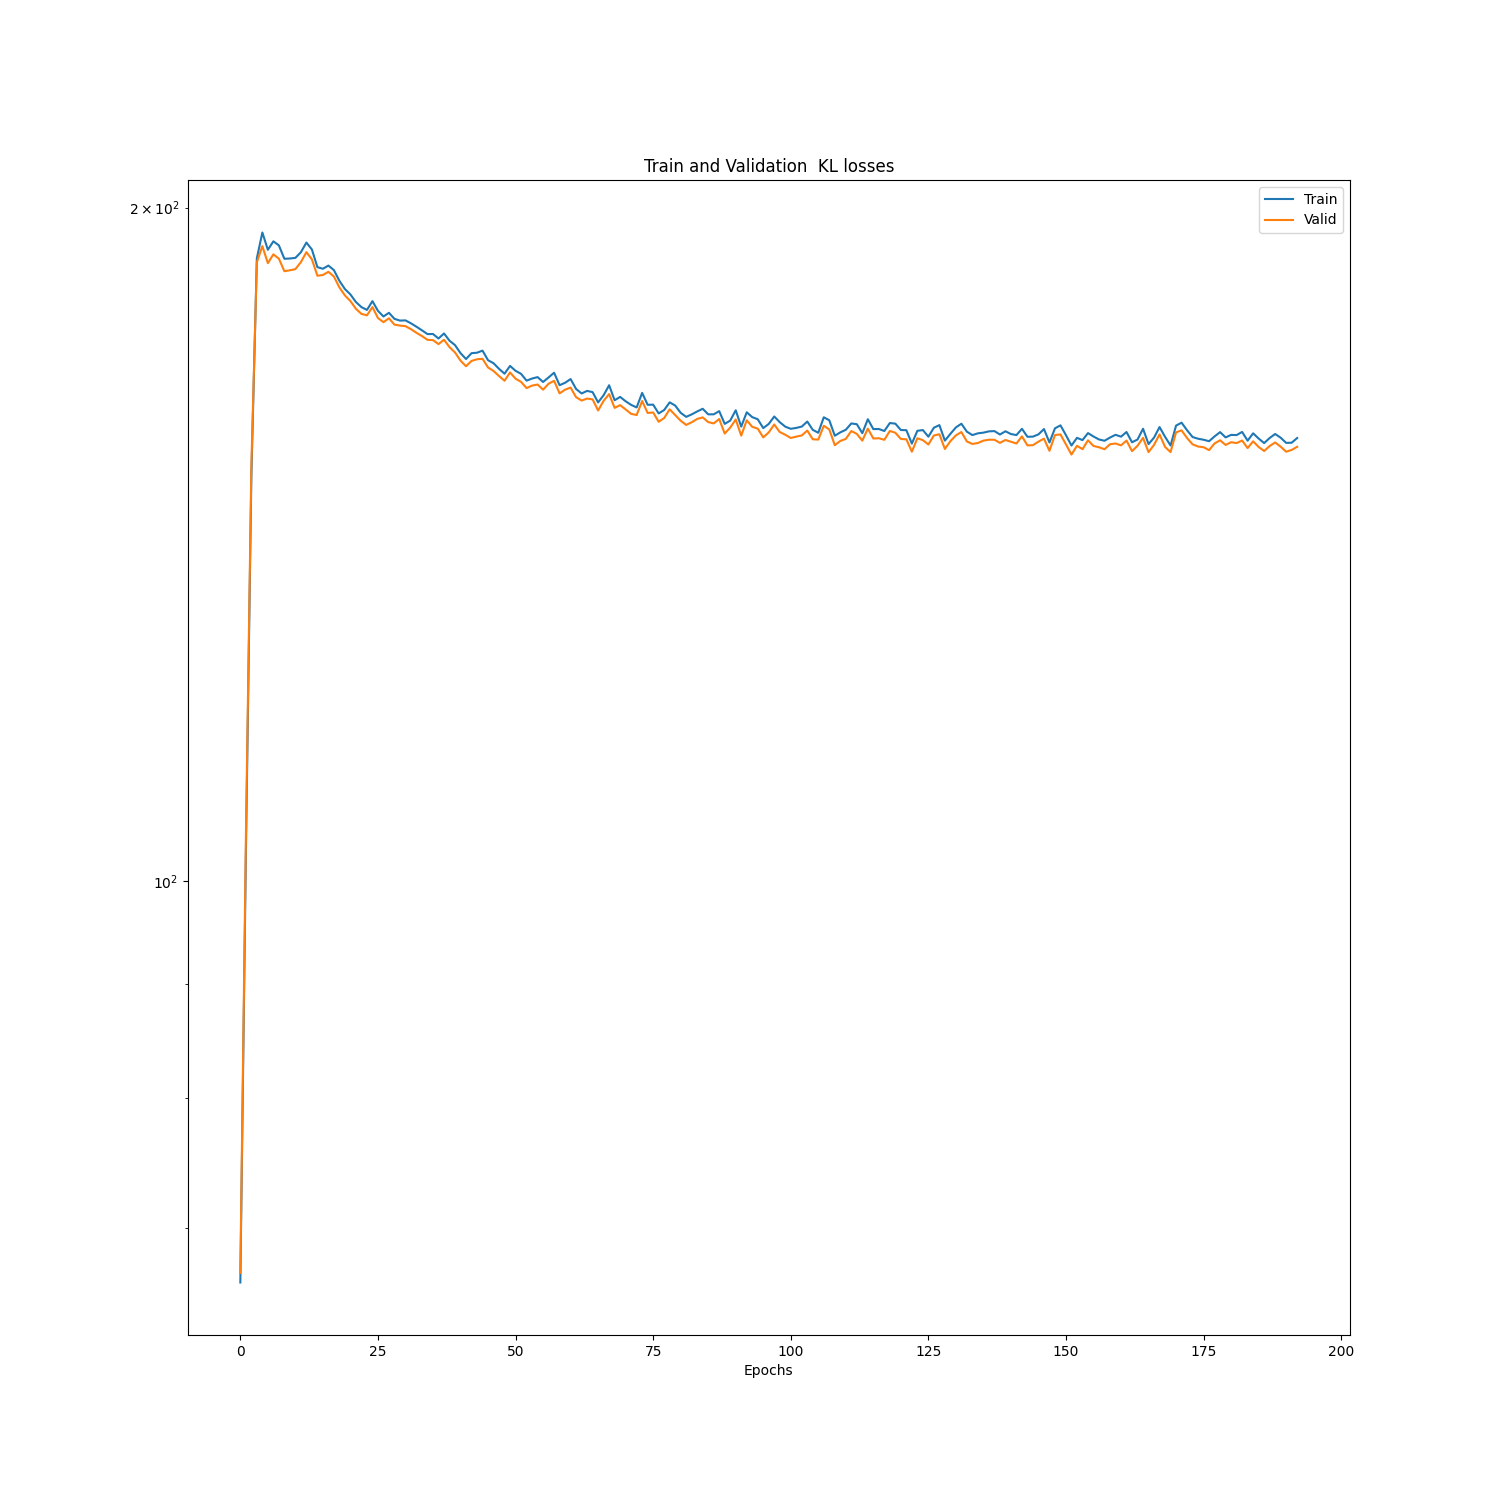 Train and Validation  KL losses
Train
Valid
2 × 10²
10²
0 25 50 75 100 125 150 175 200
Epochs